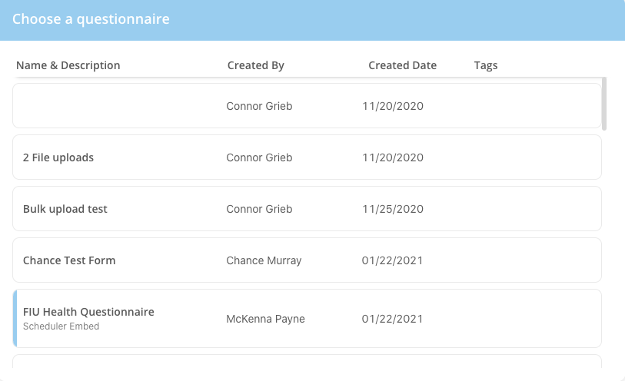 Choose a questionnaire
Name & Description Created By Created Date Tags
Connor Grieb 11/20/2020
2 File uploads Connor Grieb 11/20/2020
Bulk upload test Connor Grieb 11/25/2020
Chance Test Form Chance Murray 01/22/2021
FIU Health Questionnaire McKenna Payne 01/22/2021
Scheduler Embed